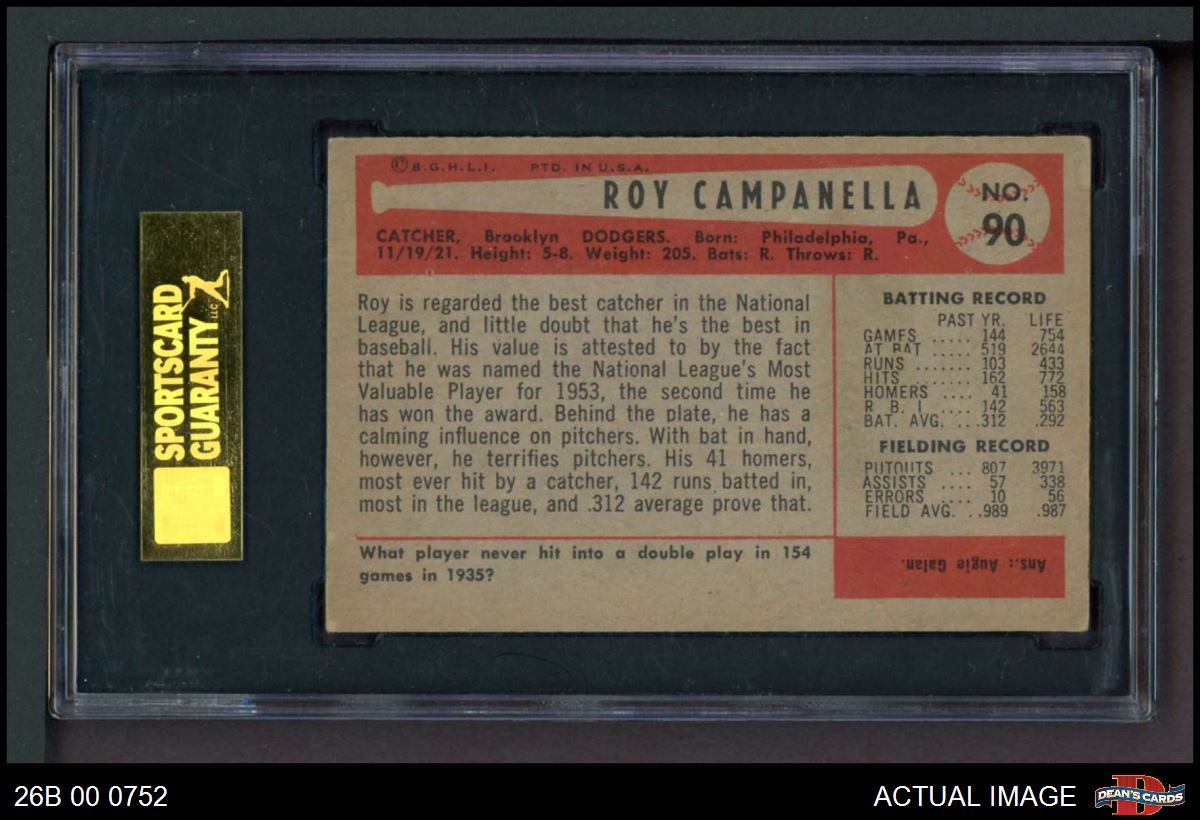 © B.G.H.L.I. PTD. IN U.S.A.
ROY CAMPANELLA
NO.
90
CATCHER, Brooklyn DODGERS. Born: Philadelphia, Pa.,
11/19/21. Height: 5-8. Weight: 205. Bats: R. Throws: R.
Roy is regarded the best catcher in the National
League, and little doubt that he's the best in
baseball. His value is attested to by the fact
that he was named the National League's Most
Valuable Player for 1953, the second time he
has won the award. Behind the plate, he has a
calming influence on pitchers. With bat in hand,
however, he terrifies pitchers. His 41 homers,
most ever hit by a catcher, 142 runs batted in,
most in the league, and .312 average prove that.
BATTING RECORD
PAST YR. LIFE
GAMES ..... 144 754
AT BAT ..... 519 2644
RUNS ....... 103 433
HITS ...... 162 772
HOMERS .... 41 158
R. B. I. .... 142 563
BAT. AVG. ...312 .292
FIELDING RECORD
PUTOUTS ... 807 3971
ASSISTS .... 57 338
ERRORS .... 10 56
FIELD AVG. ..989 .987
What player never hit into a double play in 154
games in 1935?
Ans.: Augie Galan.
SPORTSCARD
GUARANTY LLC
26B 00 0752
ACTUAL IMAGE
DEAN'S CARDS